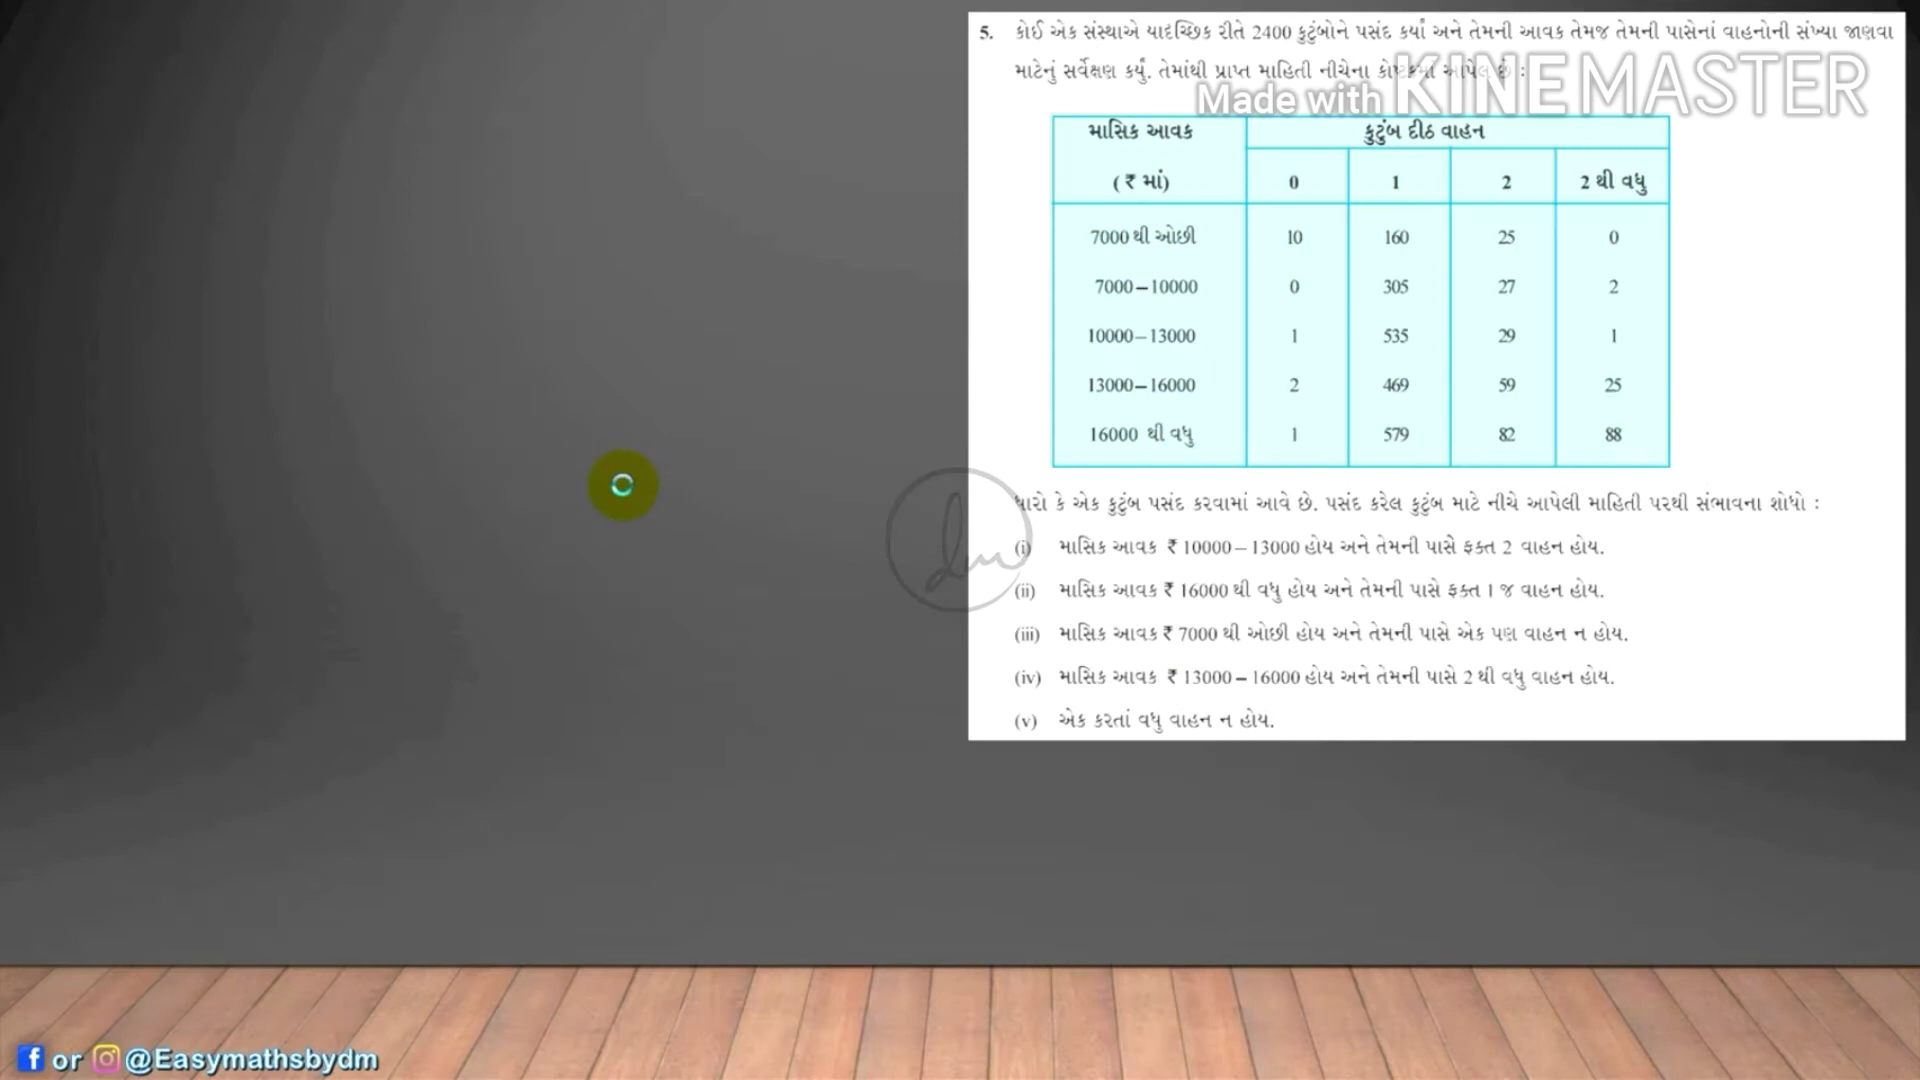 5. કોઈ એક સંસ્થાએ યાદચ્છિક રીતે 2400 કુટુંબોને પસંદ કર્યાં અને તેમની આવક તેમજ તેમની પાસેનાં વાહનોની સંખ્યા જાણવા
માટેનું સર્વેક્ષણ કર્યું. તેમાંથી પ્રાપ્ત માહિતી નીચેના કોષ્ટકમાં આપેલ છે :
Made with KINEMASTER
માસિક આવક કુટુંબ દીઠ વાહન
(₹ માં) 0 1 2 2 થી વધુ
7000 થી ઓછી 10 160 25 0
7000–10000 0 305 27 2
10000–13000 1 535 29 1
13000–16000 2 469 59 25
16000 થી વધુ 1 579 82 88
ધારો કે એક કુટુંબ પસંદ કરવામાં આવે છે. પસંદ કરેલ કુટુંબ માટે નીચે આપેલી માહિતી પરથી સંભાવના શોધો :
(i) માસિક આવક ₹ 10000–13000 હોય અને તેમની પાસે ફક્ત 2 વાહન હોય.
(ii) માસિક આવક ₹ 16000 થી વધુ હોય અને તેમની પાસે ફક્ત 1 જ વાહન હોય.
(iii) માસિક આવક ₹ 7000 થી ઓછી હોય અને તેમની પાસે એક પણ વાહન ન હોય.
(iv) માસિક આવક ₹ 13000–16000 હોય અને તેમની પાસે 2 થી વધુ વાહન હોય.
(v) એક કરતાં વધુ વાહન ન હોય.
dm
f or @Easymathsbydm